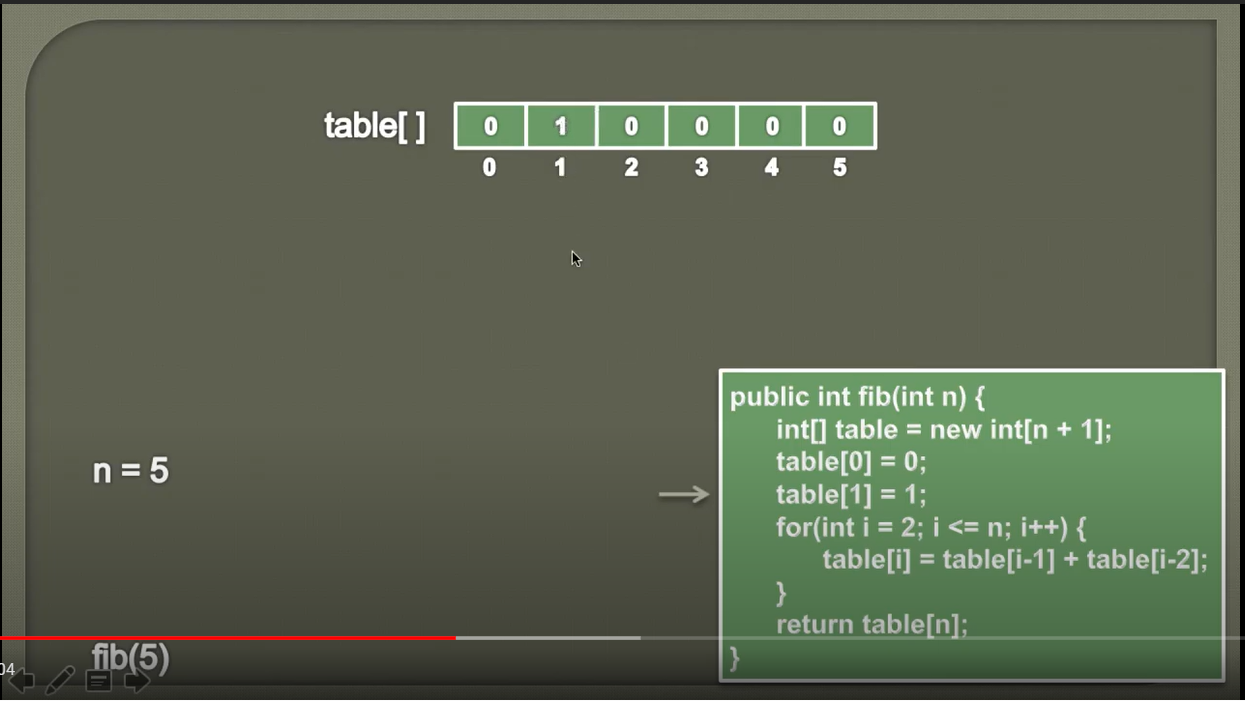 table[ ] 0 1 0 0 0 0
0 1 2 3 4 5
n = 5
public int fib(int n) {
int[] table = new int[n + 1];
table[0] = 0;
table[1] = 1;
for(int i = 2; i <= n; i++) {
table[i] = table[i-1] + table[i-2];
}
return table[n];
}
fib(5)
04